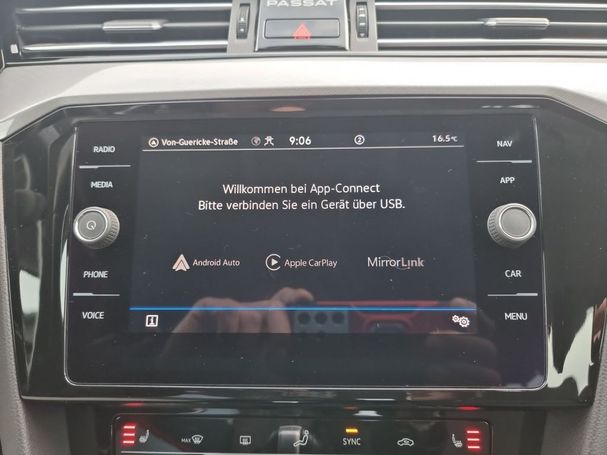 PASSAT
RADIO
MEDIA
PHONE
VOICE
Von-Guericke-Straße 9:06 2 16.5°C
Willkommen bei App-Connect
Bitte verbinden Sie ein Gerät über USB.
Android Auto Apple CarPlay MirrorLink
NAV
APP
CAR
MENU
MAX SYNC